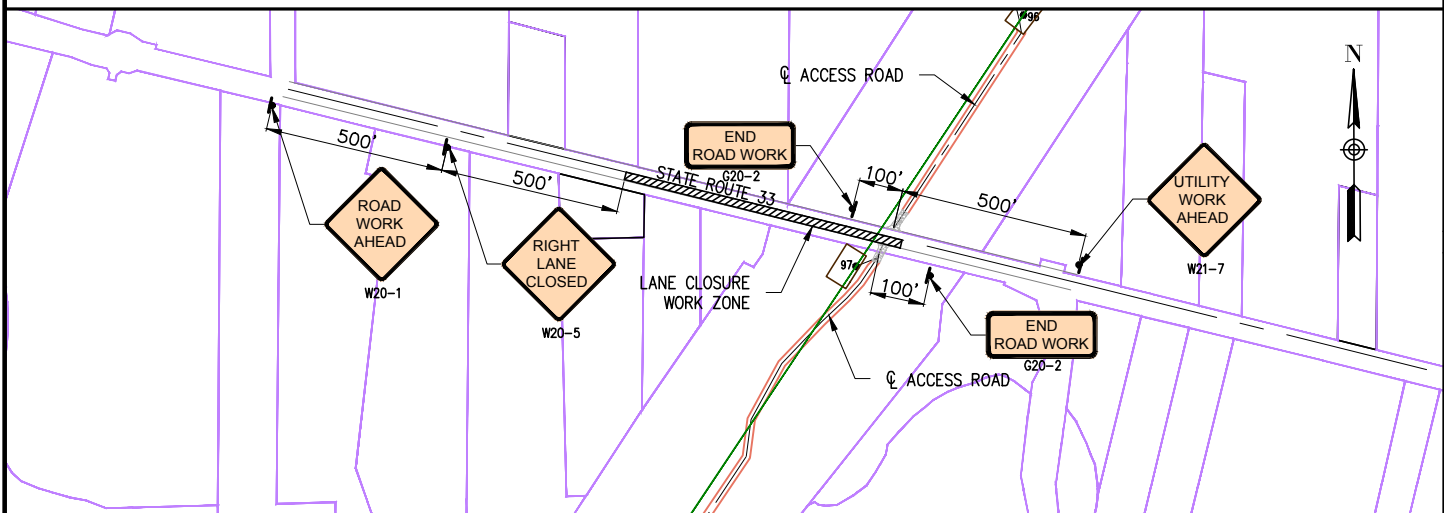 96
℄ ACCESS ROAD
N
500'
500'
END
ROAD WORK
G20-2
STATE ROUTE 33
100'
500'
UTILITY
WORK
AHEAD
W21-7
ROAD
WORK
AHEAD
W20-1
RIGHT
LANE
CLOSED
W20-5
LANE CLOSURE
WORK ZONE
97
100'
END
ROAD WORK
G20-2
℄ ACCESS ROAD